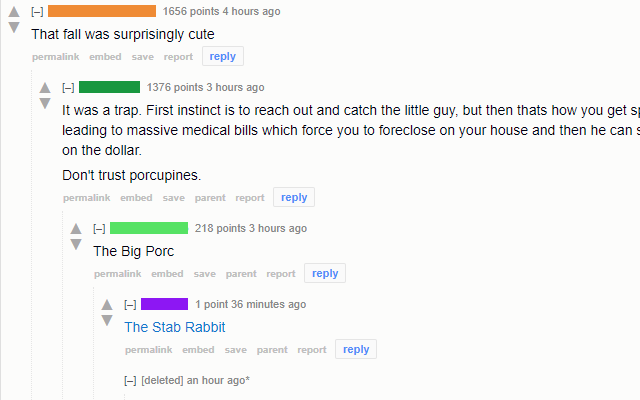 [–] 1656 points 4 hours ago
That fall was surprisingly cute
permalink embed save report reply
[–] 1376 points 3 hours ago
It was a trap. First instinct is to reach out and catch the little guy, but then thats how you get
leading to massive medical bills which force you to foreclose on your house and then he can
on the dollar.
Don't trust porcupines.
permalink embed save parent report reply
[–] 218 points 3 hours ago
The Big Porc
permalink embed save parent report reply
[–] 1 point 36 minutes ago
The Stab Rabbit
permalink embed save parent report reply
[–] [deleted] an hour ago*